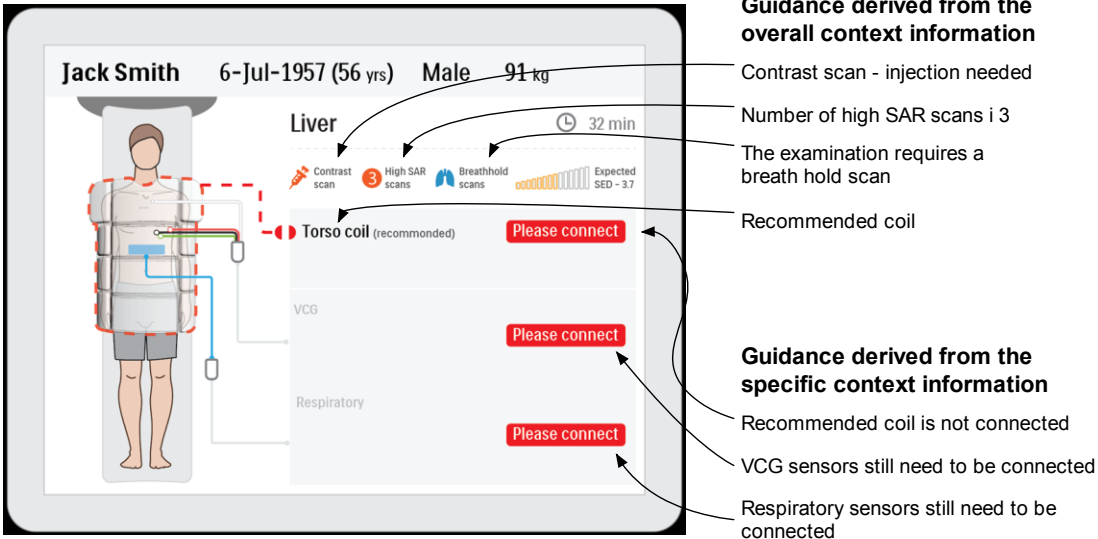 Guidance derived from the
overall context information
Jack Smith 6-Jul-1957 (56 yrs) Male 91 kg
Contrast scan - injection needed
Liver 32 min
Number of high SAR scans i 3
The examination requires a
breath hold scan
Contrast
scan
3 High SAR
scans
Breathhold
scans
Expected
SED - 3.7
Recommended coil
Torso coil (recommonded) Please connect
VCG
Please connect
Guidance derived from the
specific context information
Respiratory
Recommended coil is not connected
Please connect
VCG sensors still need to be connected
Respiratory sensors still need to be
connected